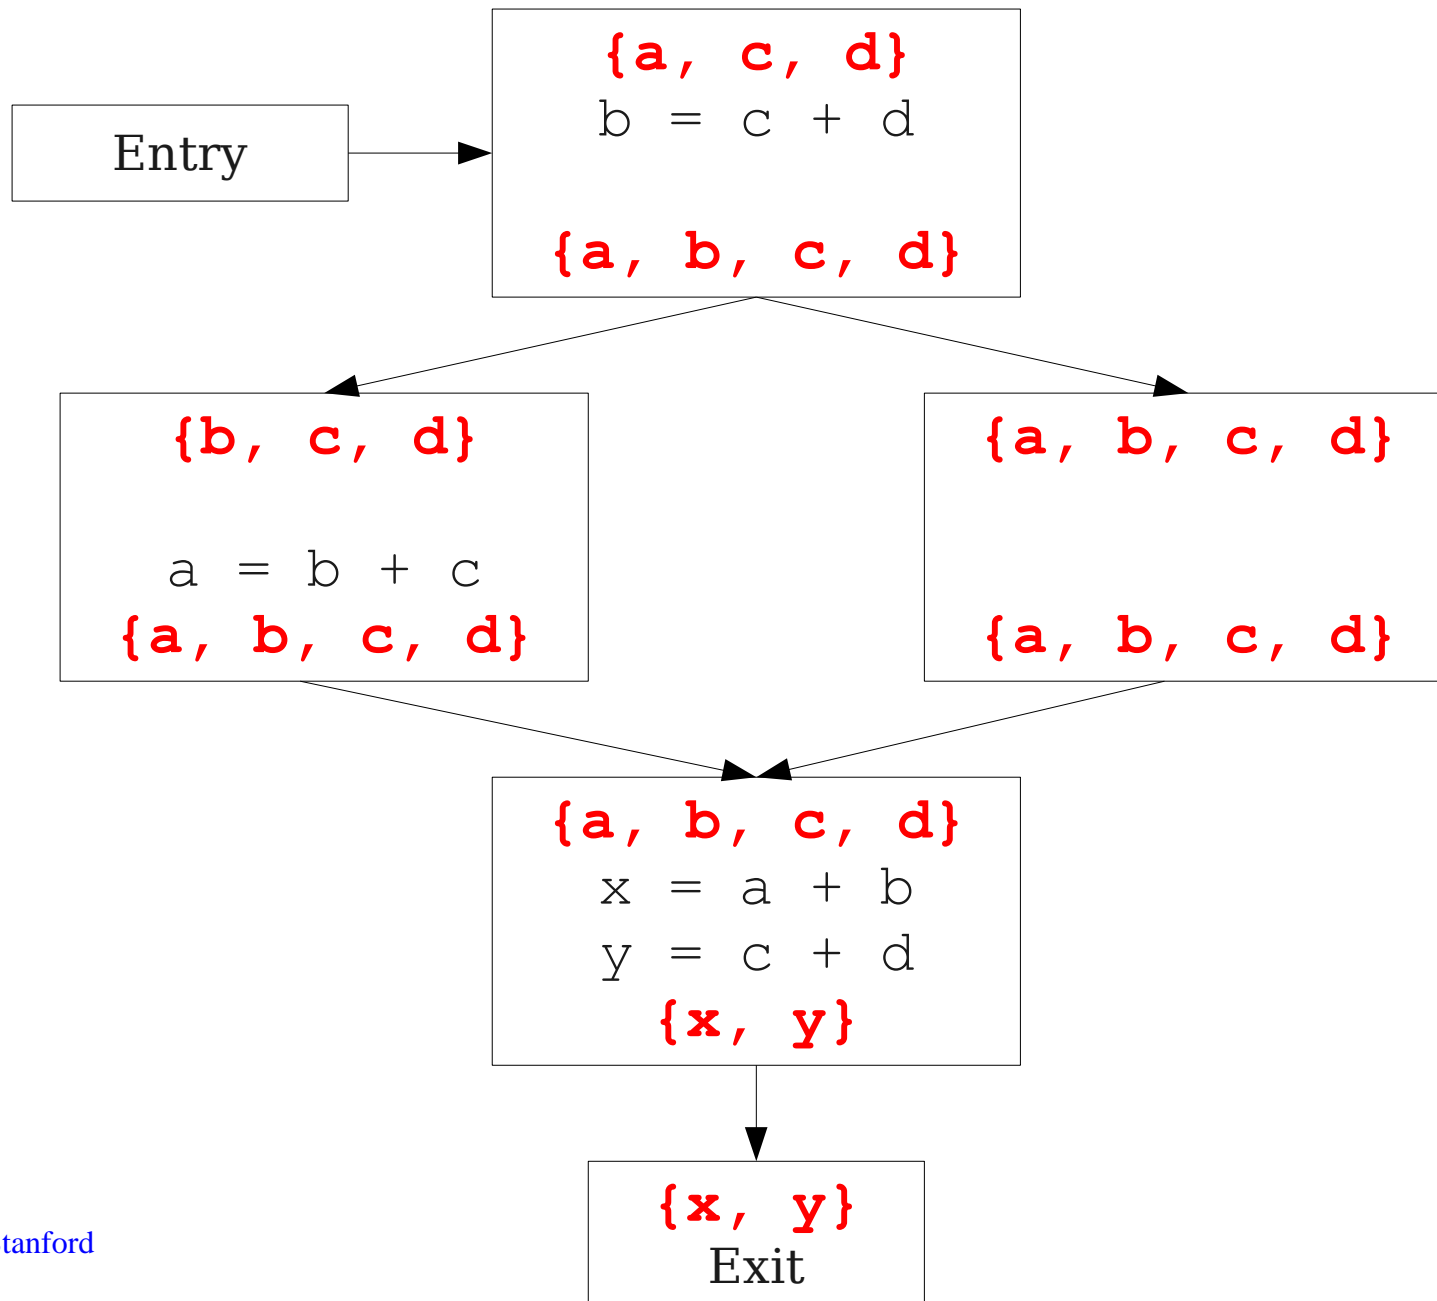 {a, c, d}
b = c + d
Entry
{a, b, c, d}
{b, c, d}
a = b + c
{a, b, c, d}
{a, b, c, d}
{a, b, c, d}
{a, b, c, d}
x = a + b
y = c + d
{x, y}
{x, y}
Exit
tanford